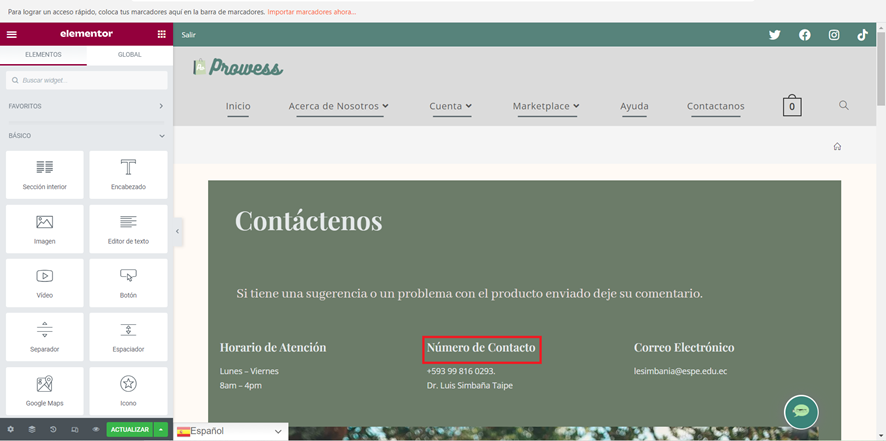 Para lograr un acceso rápido, coloca tus marcadores aquí en la barra de marcadores. Importar marcadores ahora...
elementor
Salir
ELEMENTOS GLOBAL
Buscar widget...
FAVORITOS
BÁSICO
Sección interior Encabezado
Imagen Editor de texto
Vídeo Botón
Separador Espaciador
Google Maps Icono
ACTUALIZAR
Prowess
Inicio Acerca de Nosotros Cuenta Marketplace Ayuda Contactanos 0
Contáctenos
Si tiene una sugerencia o un problema con el producto enviado deje su comentario.
Horario de Atención
Lunes – Viernes
8am – 4pm
Número de Contacto
+593 99 816 0293.
Dr. Luis Simbaña Taipe
Correo Electrónico
lesimbania@espe.edu.ec
Español